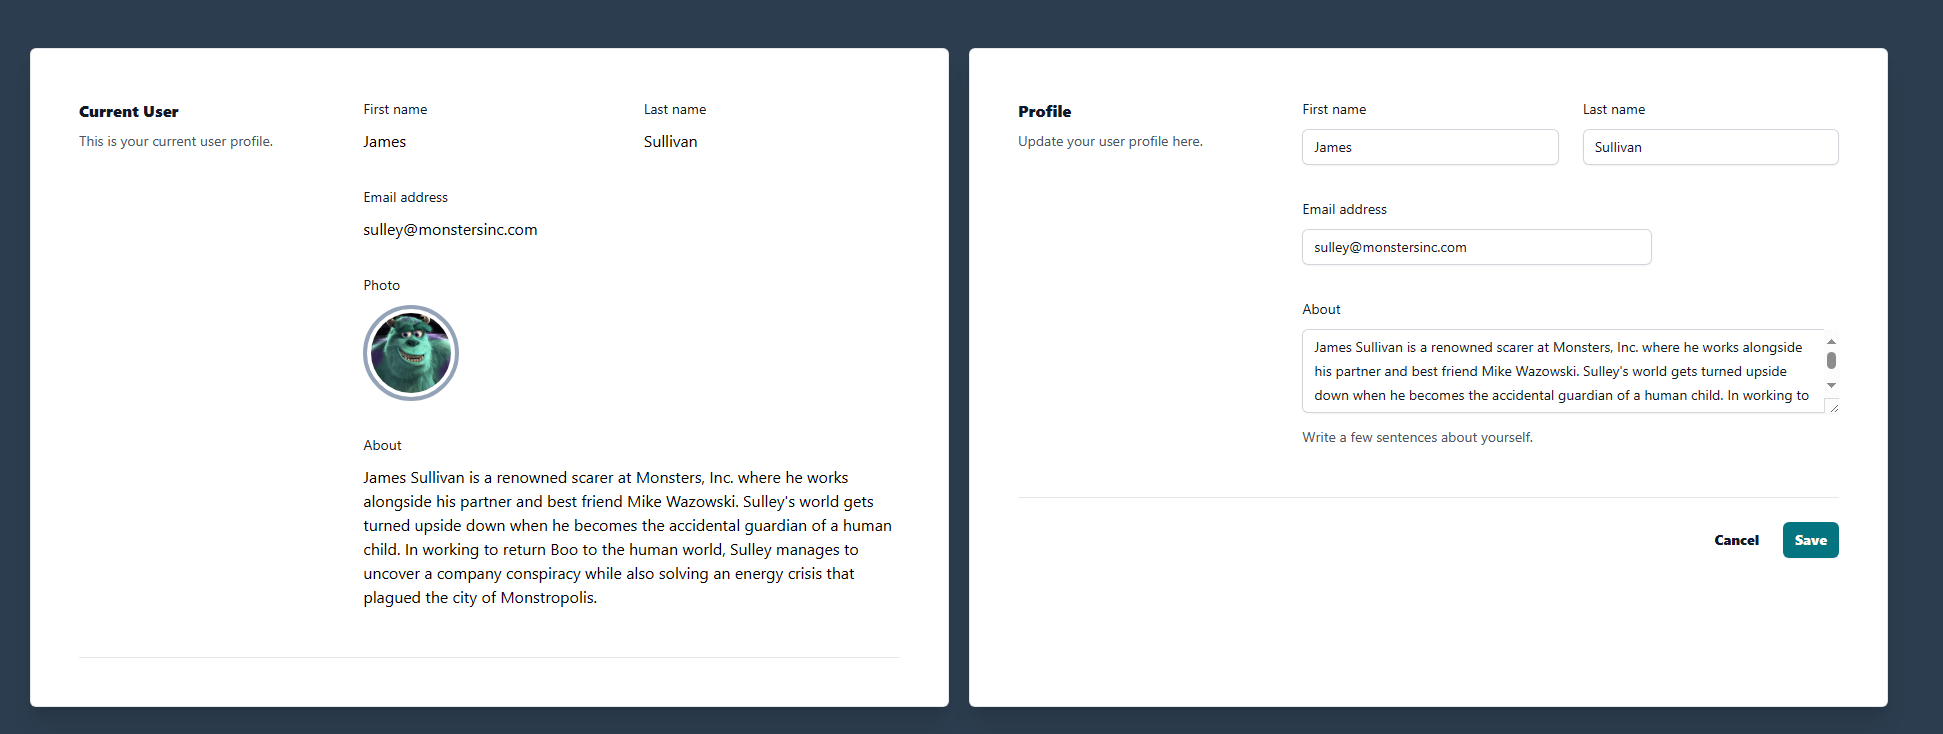 Current User
This is your current user profile.
First name
James
Last name
Sullivan
Email address
sulley@monstersinc.com
Photo
About
James Sullivan is a renowned scarer at Monsters, Inc. where he works
alongside his partner and best friend Mike Wazowski. Sulley's world gets
turned upside down when he becomes the accidental guardian of a human
child. In working to return Boo to the human world, Sulley manages to
uncover a company conspiracy while also solving an energy crisis that
plagued the city of Monstropolis.
Profile
Update your user profile here.
First name
James
Last name
Sullivan
Email address
sulley@monstersinc.com
About
James Sullivan is a renowned scarer at Monsters, Inc. where he works alongside
his partner and best friend Mike Wazowski. Sulley's world gets turned upside
down when he becomes the accidental guardian of a human child. In working to
Write a few sentences about yourself.
Cancel
Save